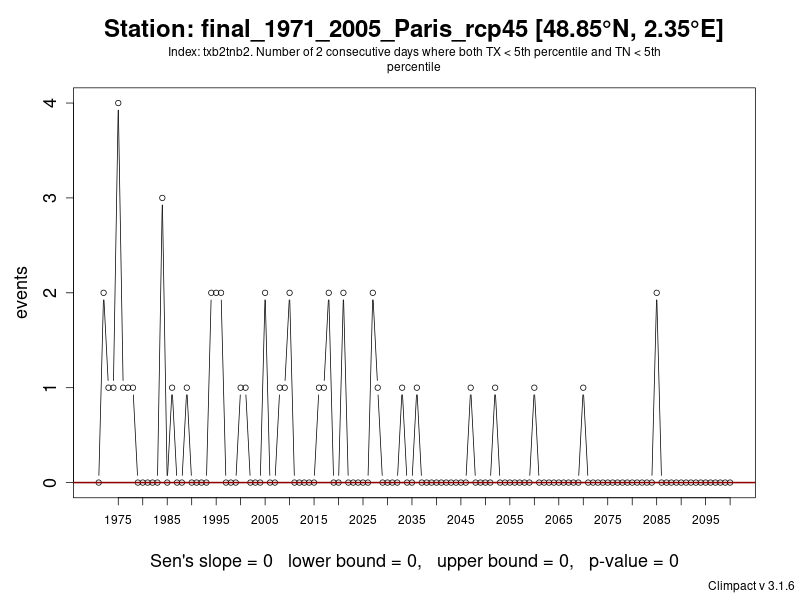 Station: final_1971_2005_Paris_rcp45 [48.85°N, 2.35°E]
Index: txb2tnb2. Number of 2 consecutive days where both TX < 5th percentile and TN < 5th
percentile
events
4
3
2
1
0
1975 1985 1995 2005 2015 2025 2035 2045 2055 2065 2075 2085 2095
Sen's slope = 0 lower bound = 0, upper bound = 0, p-value = 0
Climpact v 3.1.6